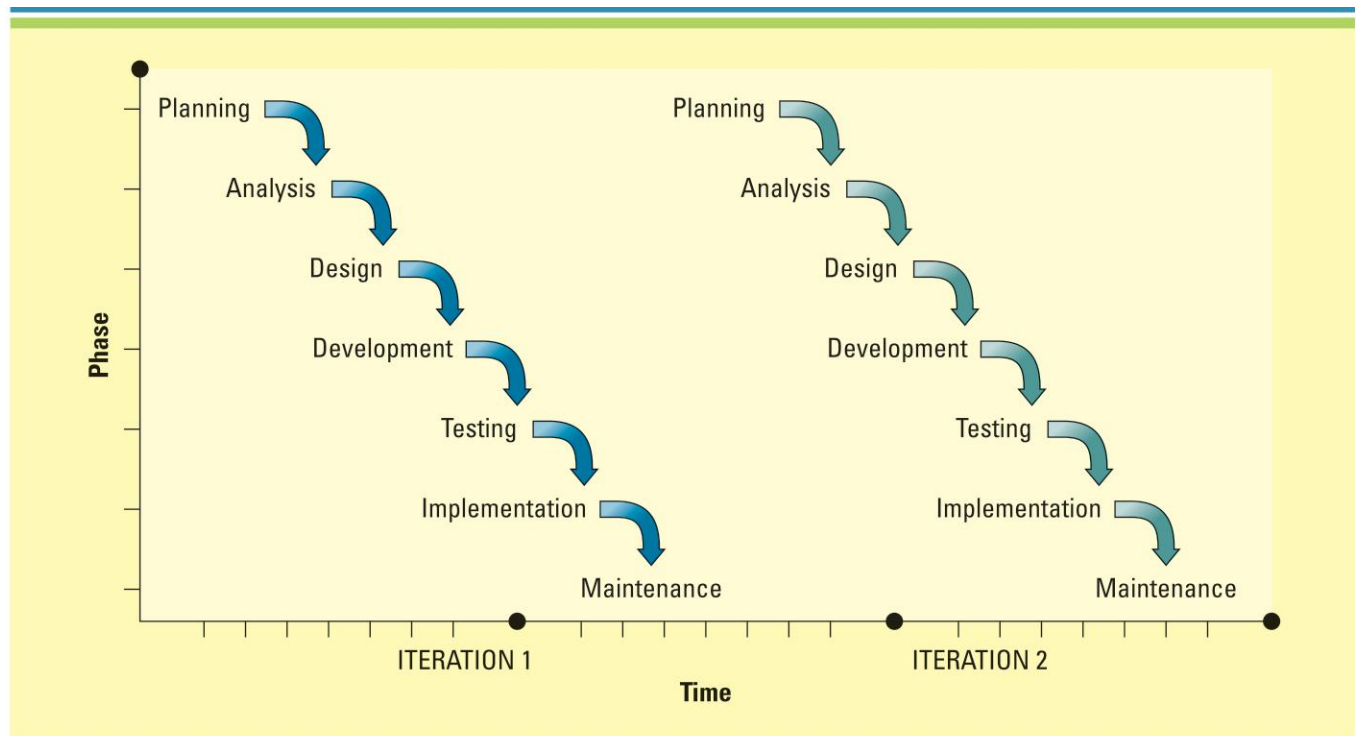 Phase
Planning
Analysis
Design
Development
Testing
Implementation
Maintenance
Planning
Analysis
Design
Development
Testing
Implementation
Maintenance
ITERATION 1
ITERATION 2
Time